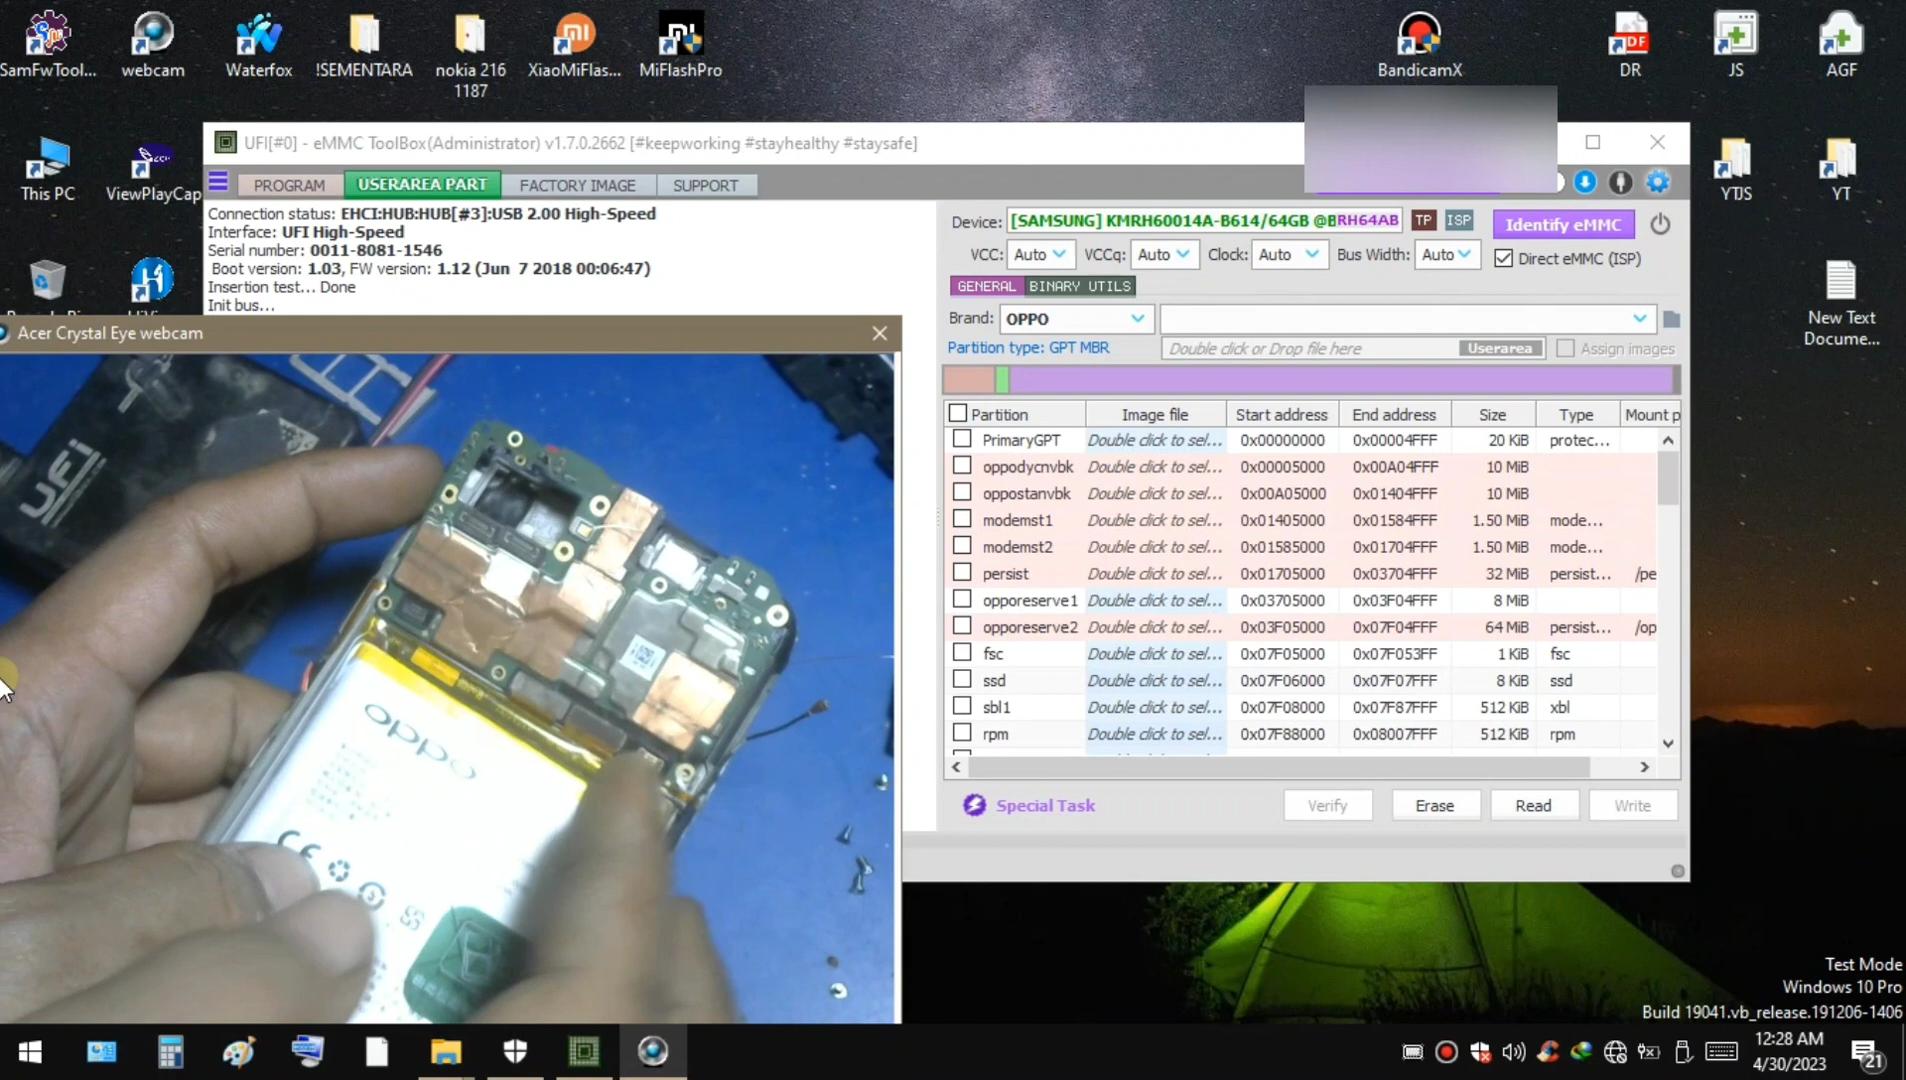 SamFwTool...
webcam
Waterfox
!SEMENTARA
nokia 216
1187
XiaoMiFlas...
MiFlashPro
BandicamX
DR
JS
AGF
This PC
ViewPlayCap
YTJS
YT
New Text
Docume...
UFI[#0] - eMMC ToolBox(Administrator) v1.7.0.2662 [#keepworking #stayhealthy #staysafe]
PROGRAM
USERAREA PART
FACTORY IMAGE
SUPPORT
Connection status: EHCI:HUB:HUB[#3]:USB 2.00 High-Speed
Interface: UFI High-Speed
Serial number: 0011-8081-1546
Boot version: 1.03, FW version: 1.12 (Jun 7 2018 00:06:47)
Insertion test... Done
Init bus...
Device: [SAMSUNG] KMRH60014A-B614/64GB @B RH64AB TP ISP Identify eMMC
VCC: Auto VCCq: Auto Clock: Auto Bus Width: Auto Direct eMMC (ISP)
GENERAL BINARY UTILS
Brand: OPPO
Partition type: GPT MBR Double click or Drop file here Userarea Assign images
Partition Image file Start address End address Size Type Mount p
PrimaryGPT Double click to sel... 0x00000000 0x00004FFF 20 KiB protec...
oppodycnvbk Double click to sel... 0x00005000 0x00A04FFF 10 MiB
oppostanvbk Double click to sel... 0x00A05000 0x01404FFF 10 MiB
modemst1 Double click to sel... 0x01405000 0x01584FFF 1.50 MiB mode...
modemst2 Double click to sel... 0x01585000 0x01704FFF 1.50 MiB mode...
persist Double click to sel... 0x01705000 0x03704FFF 32 MiB persist... /pe
opporeserve1 Double click to sel... 0x03705000 0x03F04FFF 8 MiB
opporeserve2 Double click to sel... 0x03F05000 0x07F04FFF 64 MiB persist... /op
fsc Double click to sel... 0x07F05000 0x07F053FF 1 KiB fsc
ssd Double click to sel... 0x07F06000 0x07F07FFF 8 KiB ssd
sbl1 Double click to sel... 0x07F08000 0x07F87FFF 512 KiB xbl
rpm Double click to sel... 0x07F88000 0x08007FFF 512 KiB rpm
Special Task Verify Erase Read Write
Acer Crystal Eye webcam
UFi
oppo
CE
Test Mode
Windows 10 Pro
Build 19041.vb_release.191206-1406
12:28 AM
4/30/2023
21